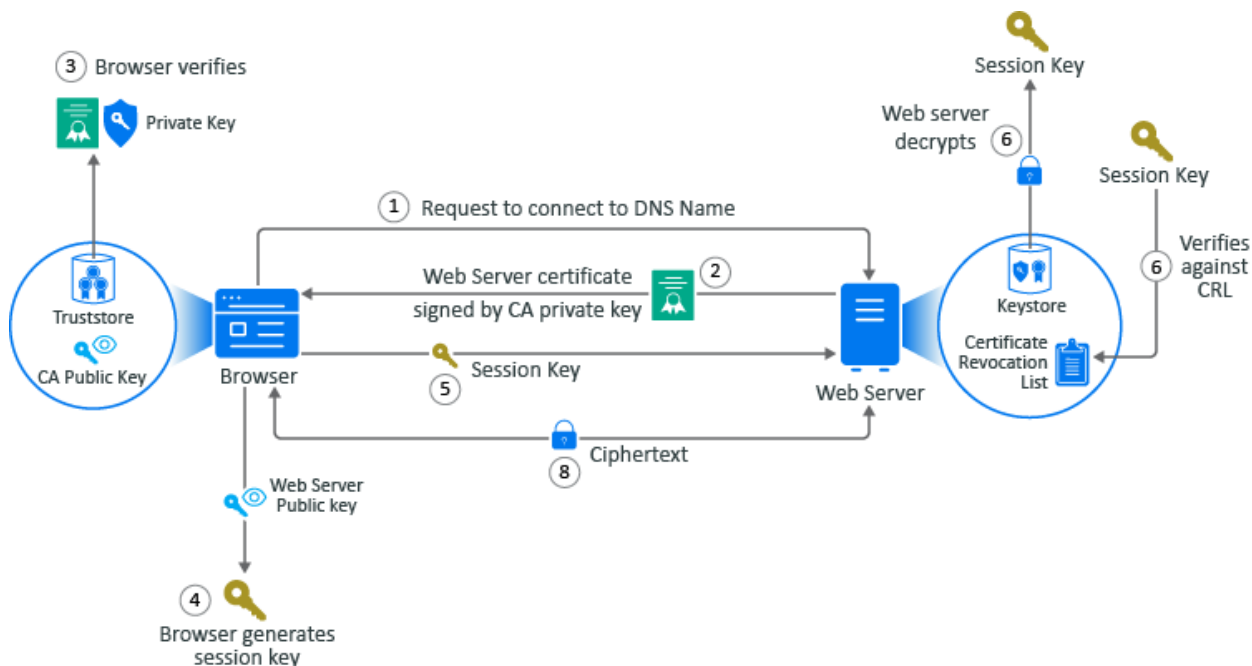 3 Browser verifies
Private Key
Truststore
CA Public Key
Browser
1 Request to connect to DNS Name
Web Server certificate 2
signed by CA private key
5 Session Key
8 Ciphertext
Web Server
Public key
4
Browser generates
session key
Web Server
Session Key
Web server
decrypts 6
Keystore
Certificate
Revocation
List
Session Key
6 Verifies
against
CRL